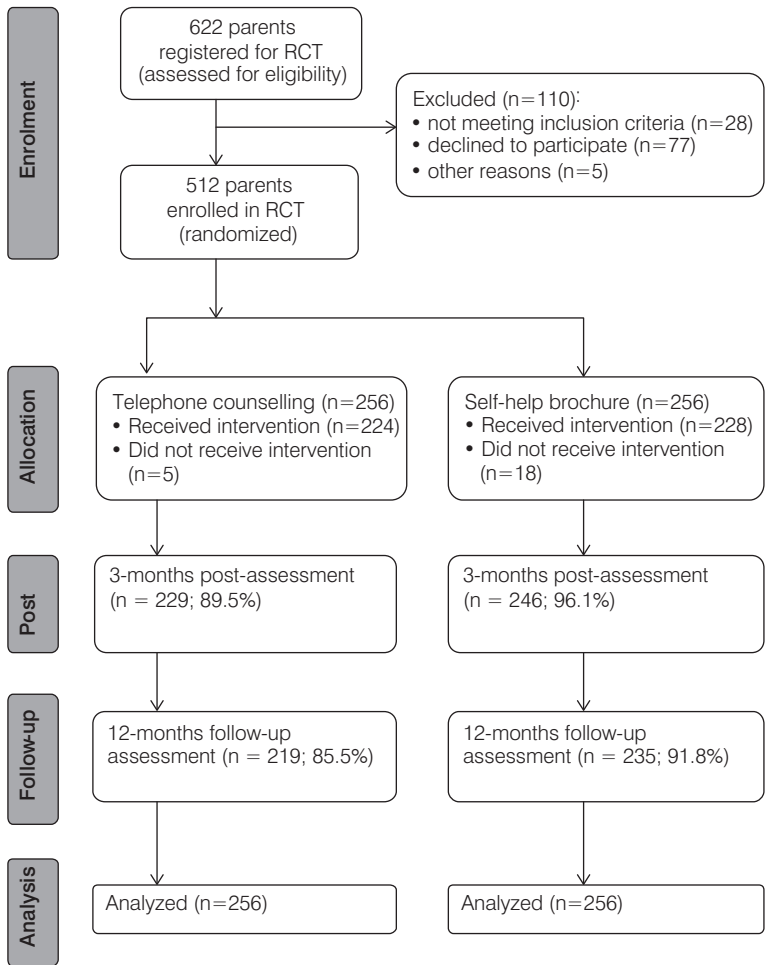 Enrolment
622 parents
registered for RCT
(assessed for eligibility)
Excluded (n=110):
• not meeting inclusion criteria (n=28)
• declined to participate (n=77)
• other reasons (n=5)
512 parents
enrolled in RCT
(randomized)
Allocation
Telephone counselling (n=256)
• Received intervention (n=224)
• Did not receive intervention
(n=5)
Self-help brochure (n=256)
• Received intervention (n=228)
• Did not receive intervention
(n=18)
Post
3-months post-assessment
(n = 229; 89.5%)
3-months post-assessment
(n = 246; 96.1%)
Follow-up
12-months follow-up
assessment (n = 219; 85.5%)
12-months follow-up
assessment (n = 235; 91.8%)
Analysis
Analyzed (n=256)
Analyzed (n=256)